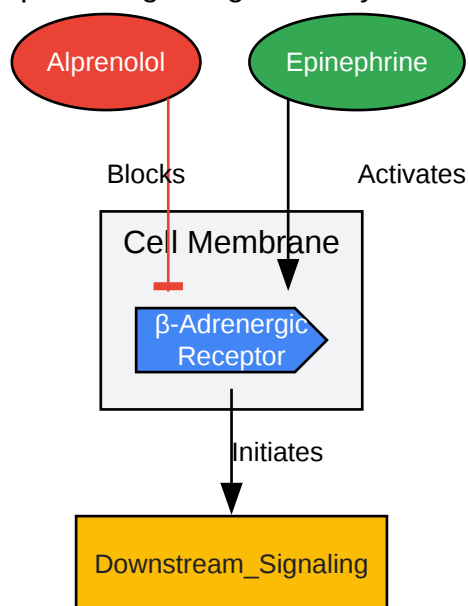 Alprenolol
Epinephrine
Blocks
Activates
Cell Membrane
β-Adrenergic
Receptor
Initiates
Downstream_Signaling